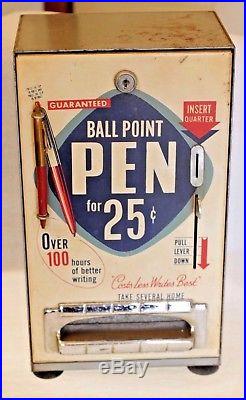 GUARANTEED
INSERT
QUARTER
BALL POINT
PEN
for 25¢
OVER
100 hours
of better
writing
PULL
LEVER
DOWN
"Costs Less Writes Best"
TAKE SEVERAL HOME